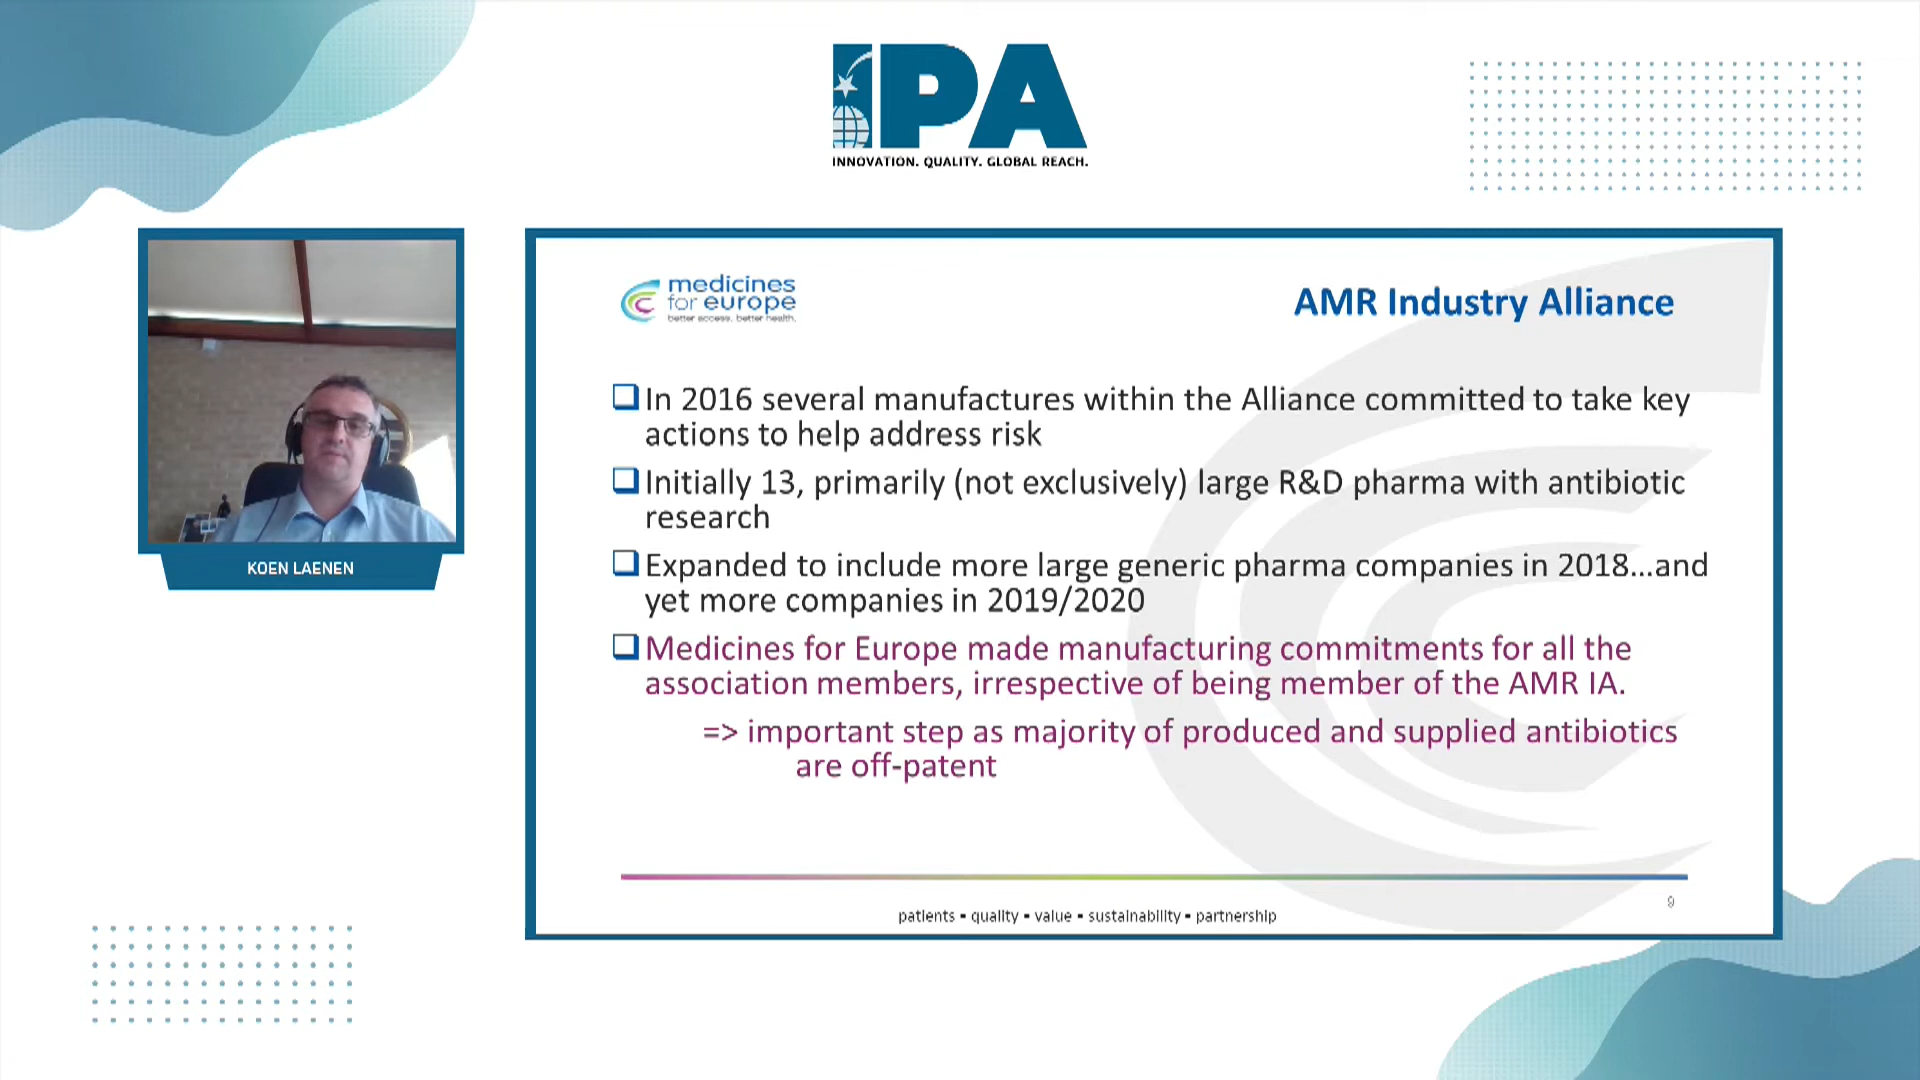 IPA
INNOVATION. QUALITY. GLOBAL REACH.
KOEN LAENEN
medicines
for europe
better access. better health.
AMR Industry Alliance
In 2016 several manufactures within the Alliance committed to take key
actions to help address risk
Initially 13, primarily (not exclusively) large R&D pharma with antibiotic
research
Expanded to include more large generic pharma companies in 2018...and
yet more companies in 2019/2020
Medicines for Europe made manufacturing commitments for all the
association members, irrespective of being member of the AMR IA.
=> important step as majority of produced and supplied antibiotics
are off-patent
patients ▪ quality ▪ value ▪ sustainability ▪ partnership
9